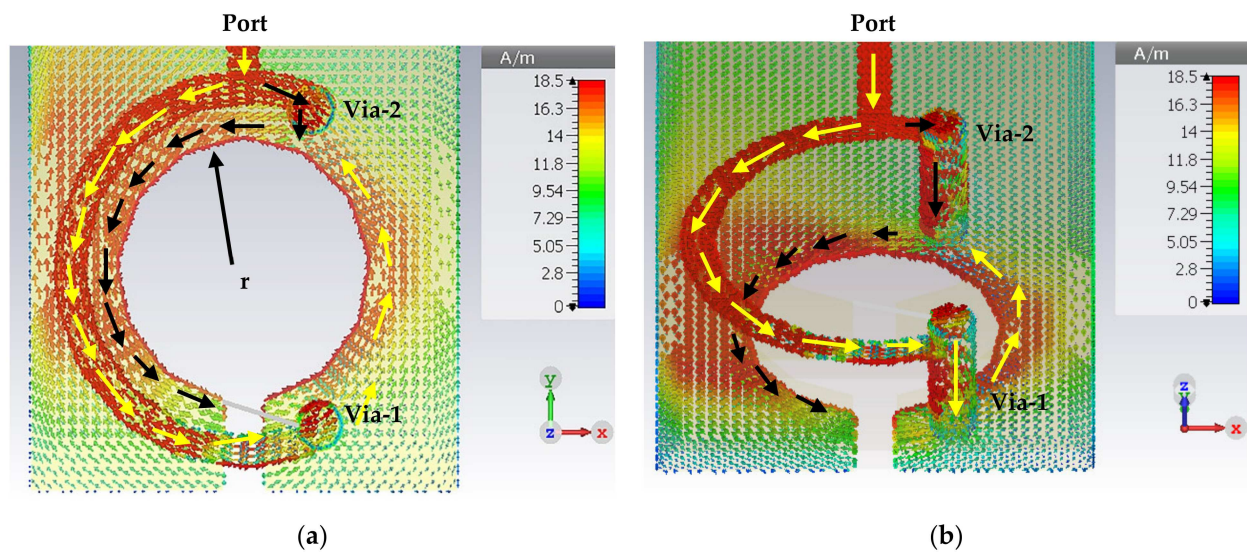 Port
A/m
18.5
16.3
14
11.8
9.54
7.29
5.05
2.8
0
Via-2
r
Via-1
y
z
x
(a)
Port
A/m
18.5
16.3
14
11.8
9.54
7.29
5.05
2.8
0
Via-2
Via-1
z
x
(b)